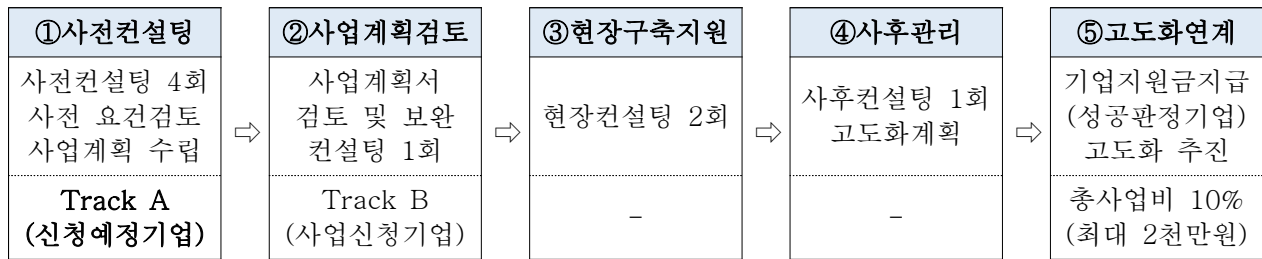 ①사전컨설팅
사전컨설팅 4회
사전 요건검토
사업계획 수립
Track A
(신청예정기업)
⇨
②사업계획검토
사업계획서
검토 및 보완
컨설팅 1회
Track B
(사업신청기업)
⇨
③현장구축지원
현장컨설팅 2회
-
⇨
④사후관리
사후컨설팅 1회
고도화계획
-
⇨
⑤고도화연계
기업지원금지급
(성공판정기업)
고도화 추진
총사업비 10%
(최대 2천만원)